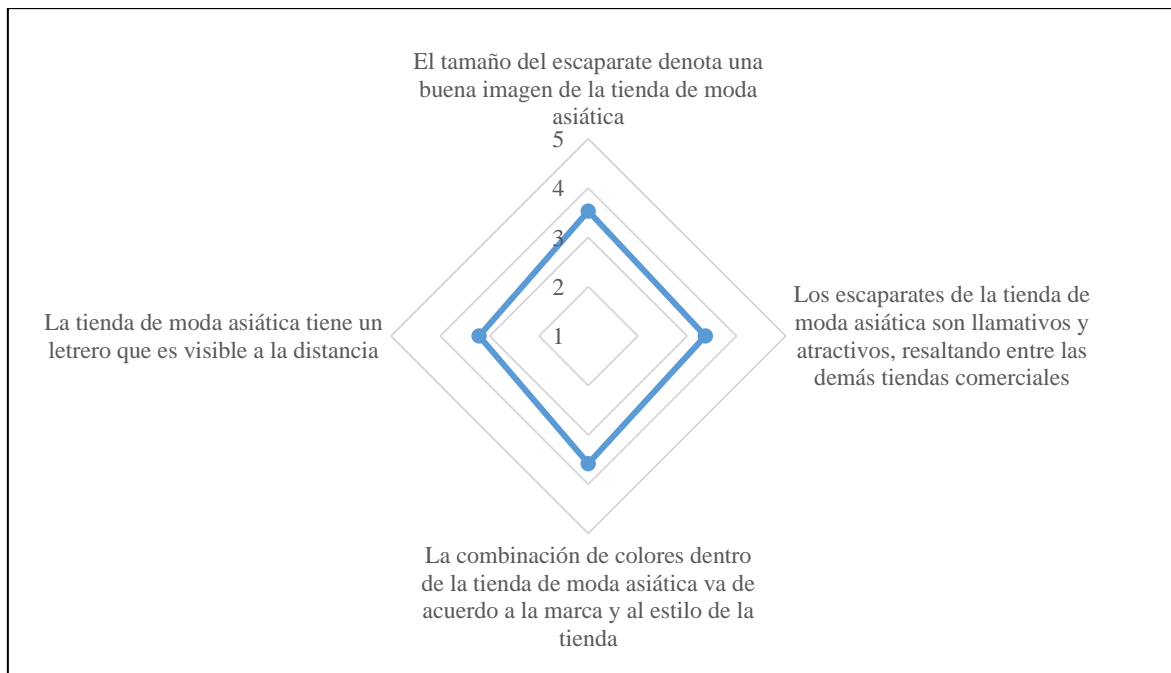 El tamaño del escaparate denota una
buena imagen de la tienda de moda
asiática
5
4
3
2
1
Los escaparates de la tienda de
moda asiática son llamativos y
atractivos, resaltando entre las
demás tiendas comerciales
La tienda de moda asiática tiene un
letrero que es visible a la distancia
La combinación de colores dentro
de la tienda de moda asiática va de
acuerdo a la marca y al estilo de la
tienda